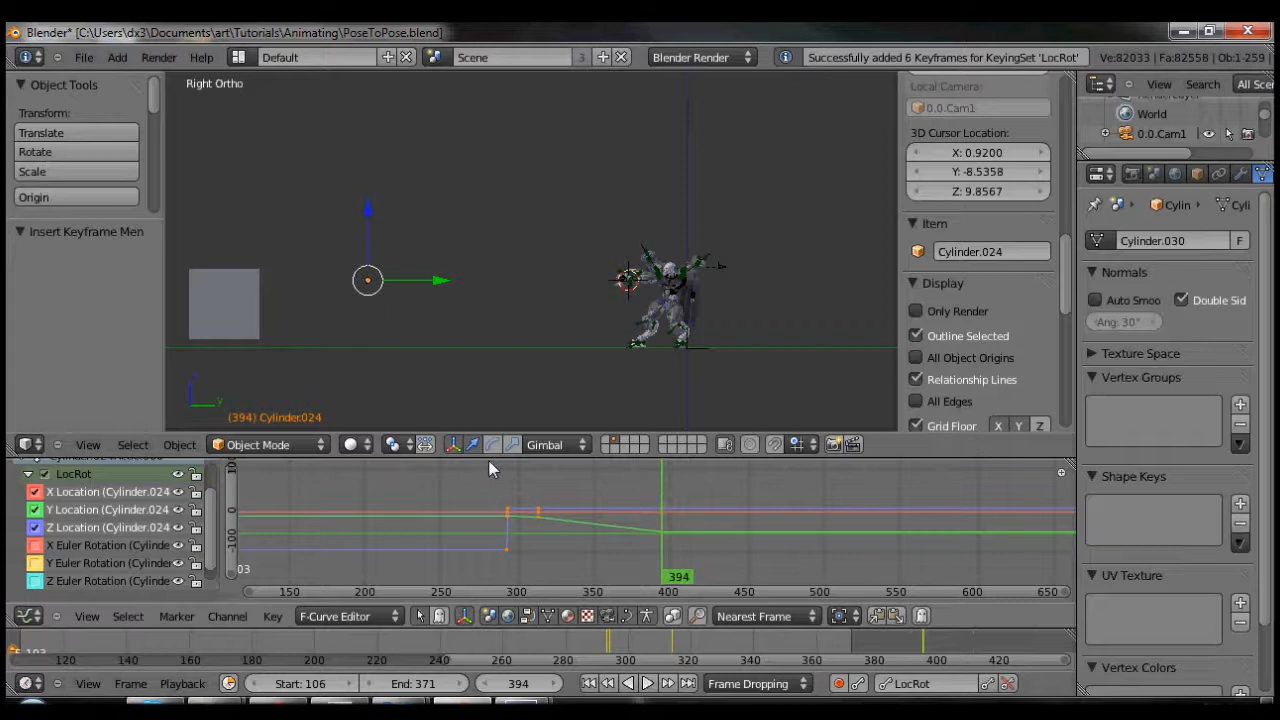 Blender* [C:\Users\dx3\Documents\art\Tutorials\Animating\PoseToPose.blend]
File Add Render Help Default Scene 3 Blender Render Successfully added 6 Keyframes for KeyingSet 'LocRot' Ve:82033 | Fa:82558 | Ob:1-259
Object Tools
Transform:
Translate
Rotate
Scale
Origin
Insert Keyframe Men
Right Ortho
(394) Cylinder.024
Local Camera:
0.0.Cam1
3D Cursor Location:
X: 0.9200
Y: -8.5358
Z: 9.8567
Item
Cylinder.024
Display
Only Render
Outline Selected
All Object Origins
Relationship Lines
All Edges
Grid Floor X Y Z
View Search All Sce
World
0.0.Cam1
Cylin Cyli
Cylinder.030 F
Normals
Auto Smoo Double Sid
Ang: 30°
Texture Space
Vertex Groups
Shape Keys
UV Texture
Vertex Colors
View Select Object Object Mode Gimbal
LocRot
X Location (Cylinder.024
Y Location (Cylinder.024
Z Location (Cylinder.024
X Euler Rotation (Cylinde
Y Euler Rotation (Cylinde
Z Euler Rotation (Cylinde
0
-100
03
394
150 200 250 300 350 400 450 500 550 600 650
View Select Marker Channel Key F-Curve Editor Nearest Frame
120 140 160 180 200 220 240 260 280 300 320 340 360 380 400 420
View Frame Playback Start: 106 End: 371 394 Frame Dropping LocRot